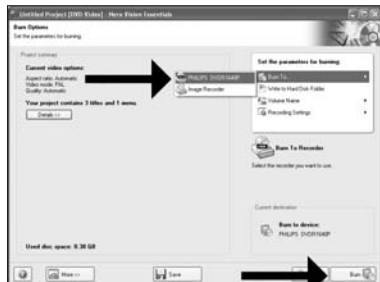 Untitled Project [DVD-Video] - Nero Vision Essentials
Burn Options
Set the parameters for burning.
Project summary
Current video options:
Aspect ratio: Automatic
Video mode: PAL
Quality: Automatic
Your project contains 3 titles and 1 menu.
Details >>
Used disc space: 0.30 GB
PHILIPS DVDR1640P
Image Recorder
Set the parameters for burning:
Burn To...
Write to Hard Disk Folder
Volume Name
Recording Settings
Burn To Recorder
Select the recorder you want to use.
Current destination
Burn to device:
PHILIPS DVDR1640P
More >>
Save
Burn